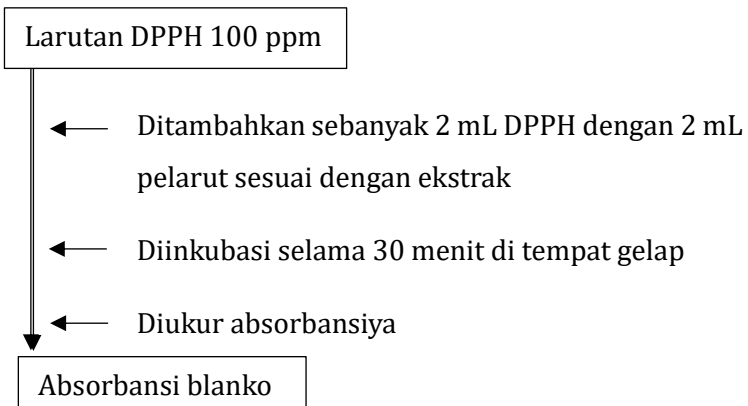 Larutan DPPH 100 ppm
Ditambahkan sebanyak 2 mL DPPH dengan 2 mL
pelarut sesuai dengan ekstrak
Diinkubasi selama 30 menit di tempat gelap
Diukur absorbansiya
Absorbansi blanko